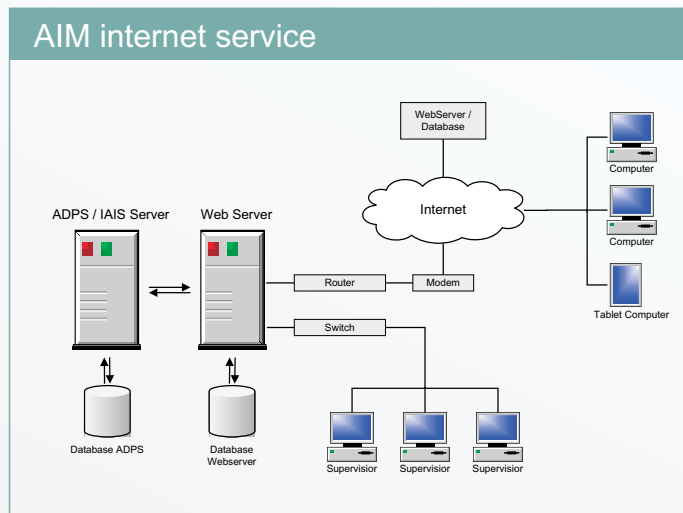 AIM internet service
WebServer /
Database
Computer
ADPS / IAIS Server
Web Server
Internet
Computer
Router
Modem
Tablet Computer
Switch
Database ADPS
Database
Webserver
Supervisior
Supervisior
Supervisior